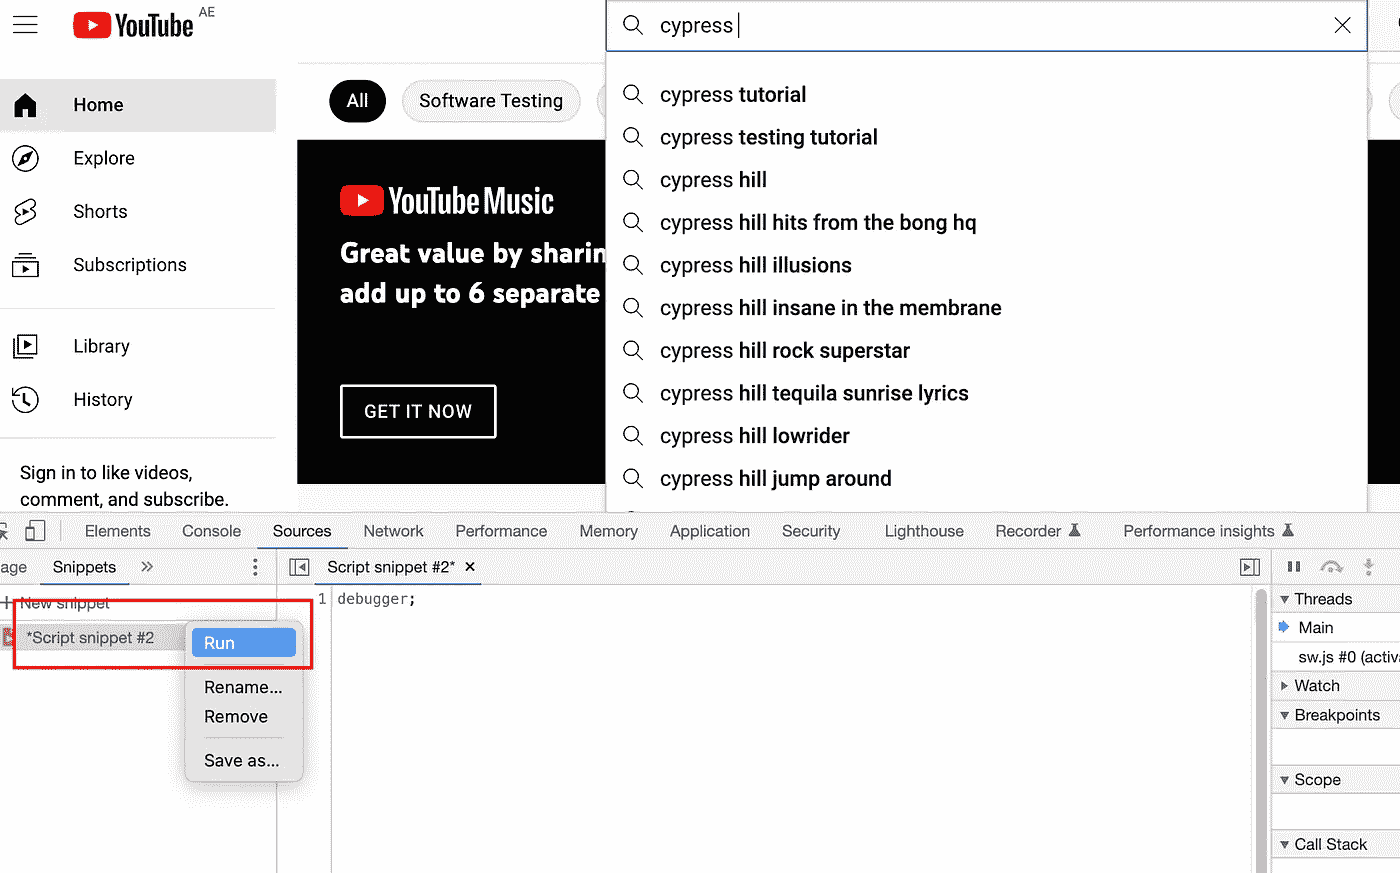 YouTube AE
cypress
Home
Explore
Shorts
Subscriptions
Library
History
Sign in to like videos,
comment, and subscribe.
All
Software Testing
YouTube Music
Great value by sharin
add up to 6 separate
GET IT NOW
cypress tutorial
cypress testing tutorial
cypress hill
cypress hill hits from the bong hq
cypress hill illusions
cypress hill insane in the membrane
cypress hill rock superstar
cypress hill tequila sunrise lyrics
cypress hill lowrider
cypress hill jump around
Elements Console Sources Network Performance Memory Application Security Lighthouse Recorder Performance insights
age Snippets
Script snippet #2* ×
New snippet
*Script snippet #2
Run
Rename...
Remove
Save as...
1 debugger;
Threads
Main
sw.js #0 (activa
Watch
Breakpoints
Scope
Call Stack